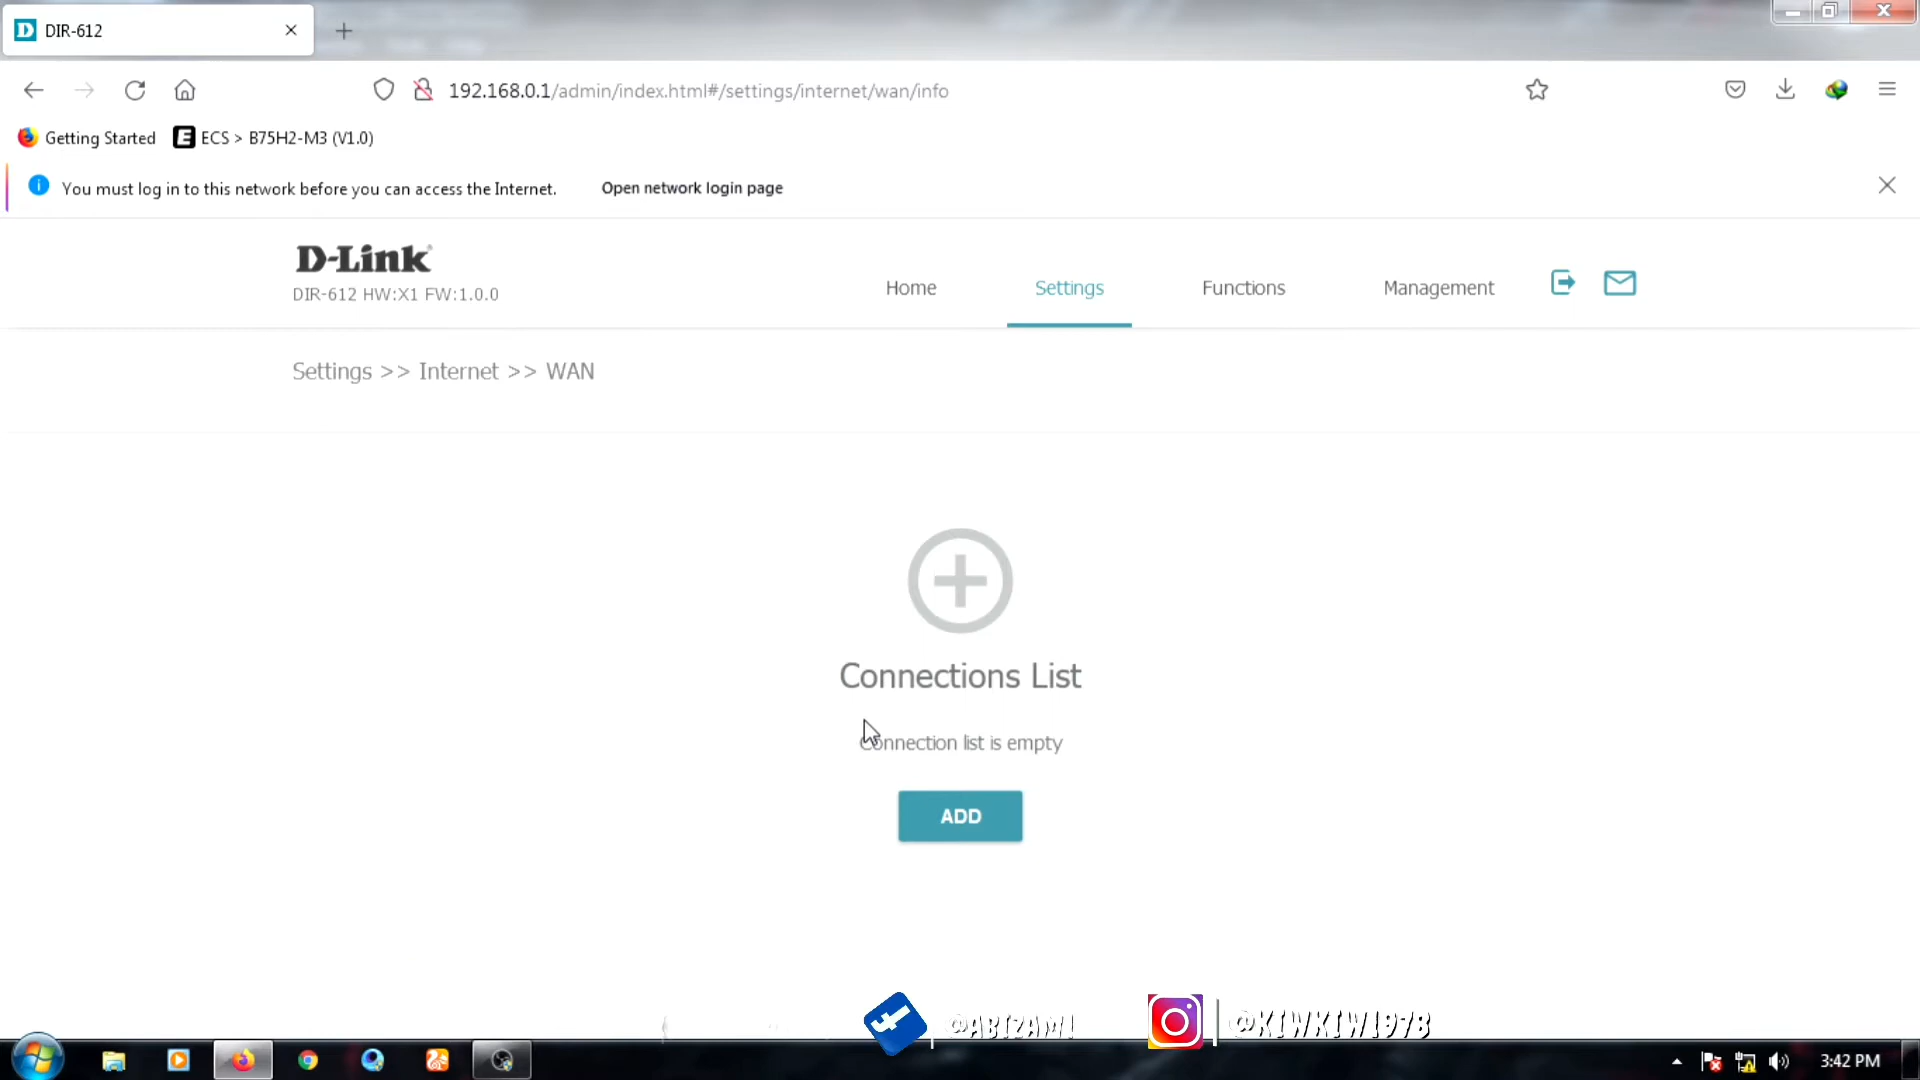 DIR-612
192.168.0.1/admin/index.html#/settings/internet/wan/info
Getting Started
ECS > B75H2-M3 (V1.0)
You must log in to this network before you can access the Internet.
Open network login page
D-Link
DIR-612 HW:X1 FW:1.0.0
Home
Settings
Functions
Management
Settings >> Internet >> WAN
Connections List
Connection list is empty
ADD
@ABIZAMI
@KIWKIW1978
3:42 PM